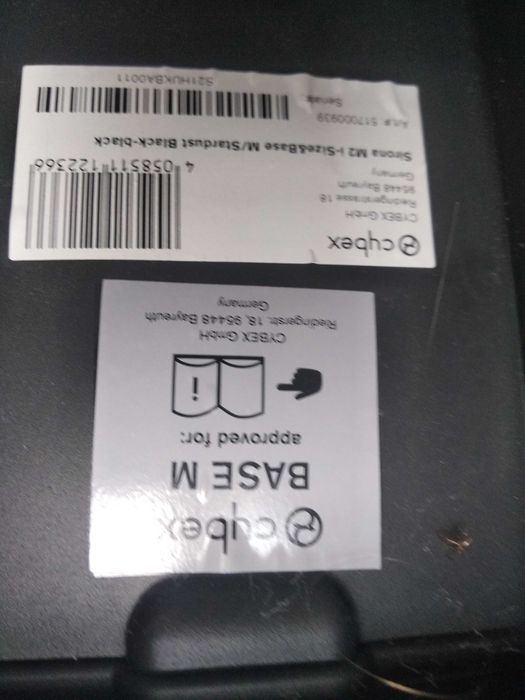 cybex
BASE M
approved for:
i
CYBEX GmbH
Riedingerstr. 18, 95448 Bayreuth
Germany
cybex
CYBEX GmbH
Riedingerstrasse 18
95448 Bayreuth
Germany
4 058511 122366
Sirona M2 i-Size&Base M/Stardust Black-black
Art.#: 517000939
Serial#
S21HUKBA0011